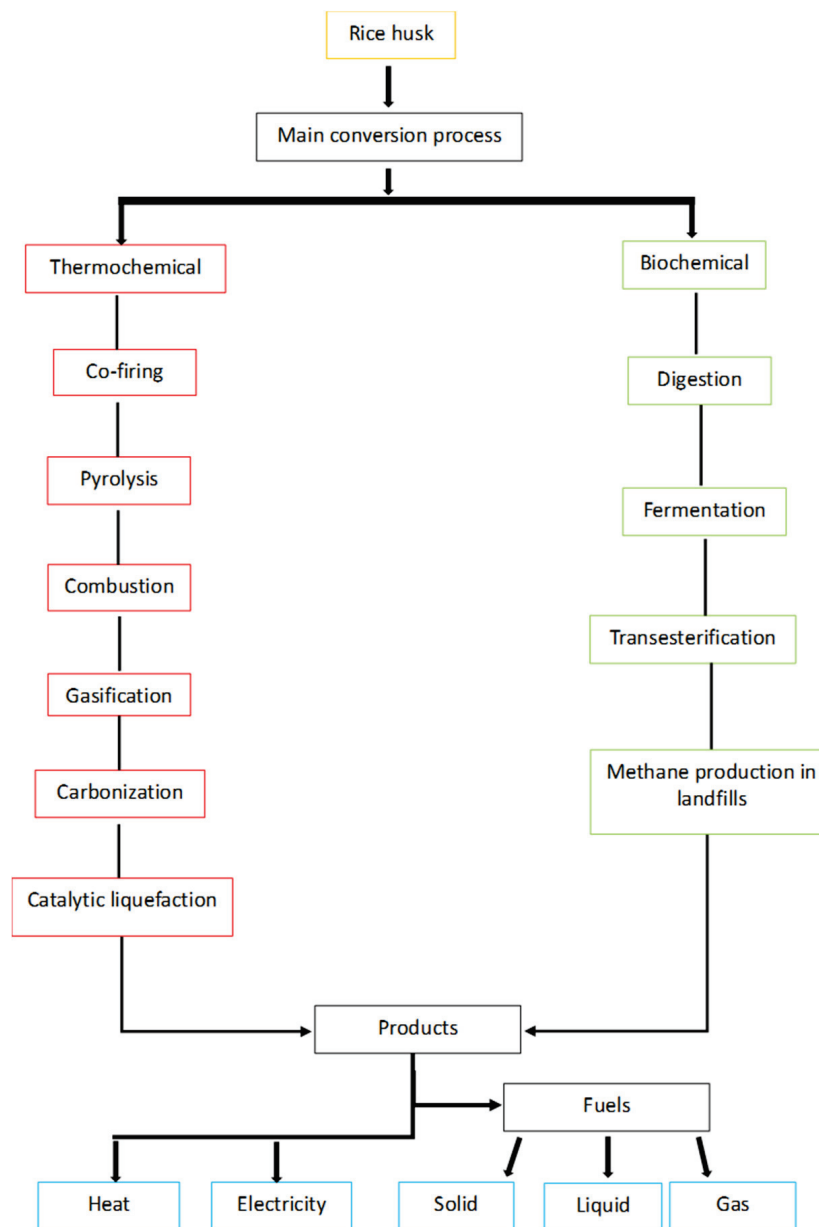 Rice husk
Main conversion process
Thermochemical
Biochemical
Co-firing
Digestion
Pyrolysis
Fermentation
Combustion
Transesterification
Gasification
Methane production in
landfills
Carbonization
Catalytic liquefaction
Products
Fuels
Heat
Electricity
Solid
Liquid
Gas